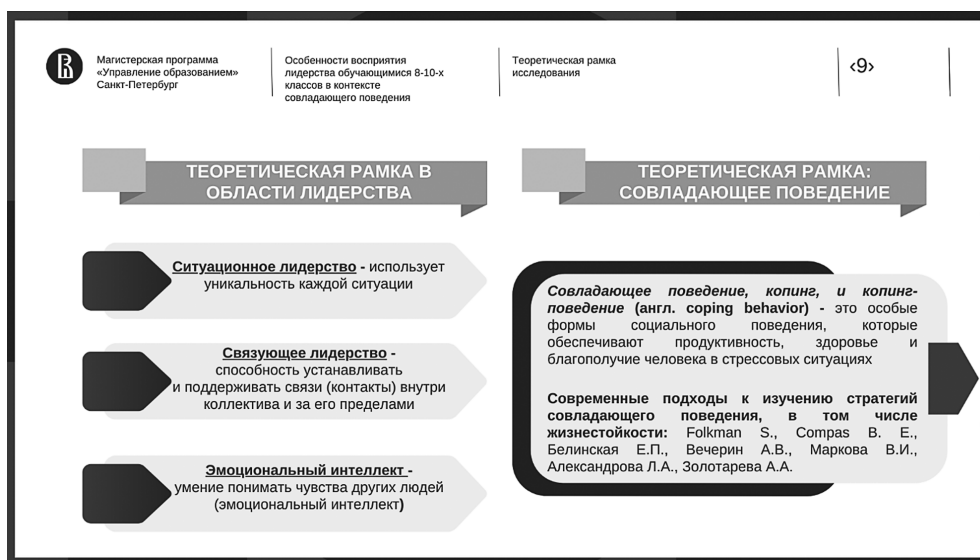 Магистерская программа
«Управление образованием»
Санкт-Петербург
Особенности восприятия
лидерства обучающимися 8-10-х
классов в контексте
совладающего поведения
Теоретическая рамка
исследования
‹9›
ТЕОРЕТИЧЕСКАЯ РАМКА В
ОБЛАСТИ ЛИДЕРСТВА
Ситуационное лидерство - использует
уникальность каждой ситуации
Связующее лидерство -
способность устанавливать
и поддерживать связи (контакты) внутри
коллектива и за его пределами
Эмоциональный интеллект -
умение понимать чувства других людей
(эмоциональный интеллект)
ТЕОРЕТИЧЕСКАЯ РАМКА:
СОВЛАДАЮЩЕЕ ПОВЕДЕНИЕ
Совладающее поведение, копинг, и копинг-
поведение (англ. coping behavior) - это особые
формы социального поведения, которые
обеспечивают продуктивность, здоровье и
благополучие человека в стрессовых ситуациях
Современные подходы к изучению стратегий
совладающего поведения, в том числе
жизнестойкости: Folkman S., Compas B. E.,
Белинская Е.П., Вечерин А.В., Маркова В.И.,
Александрова Л.А., Золотарева А.А.